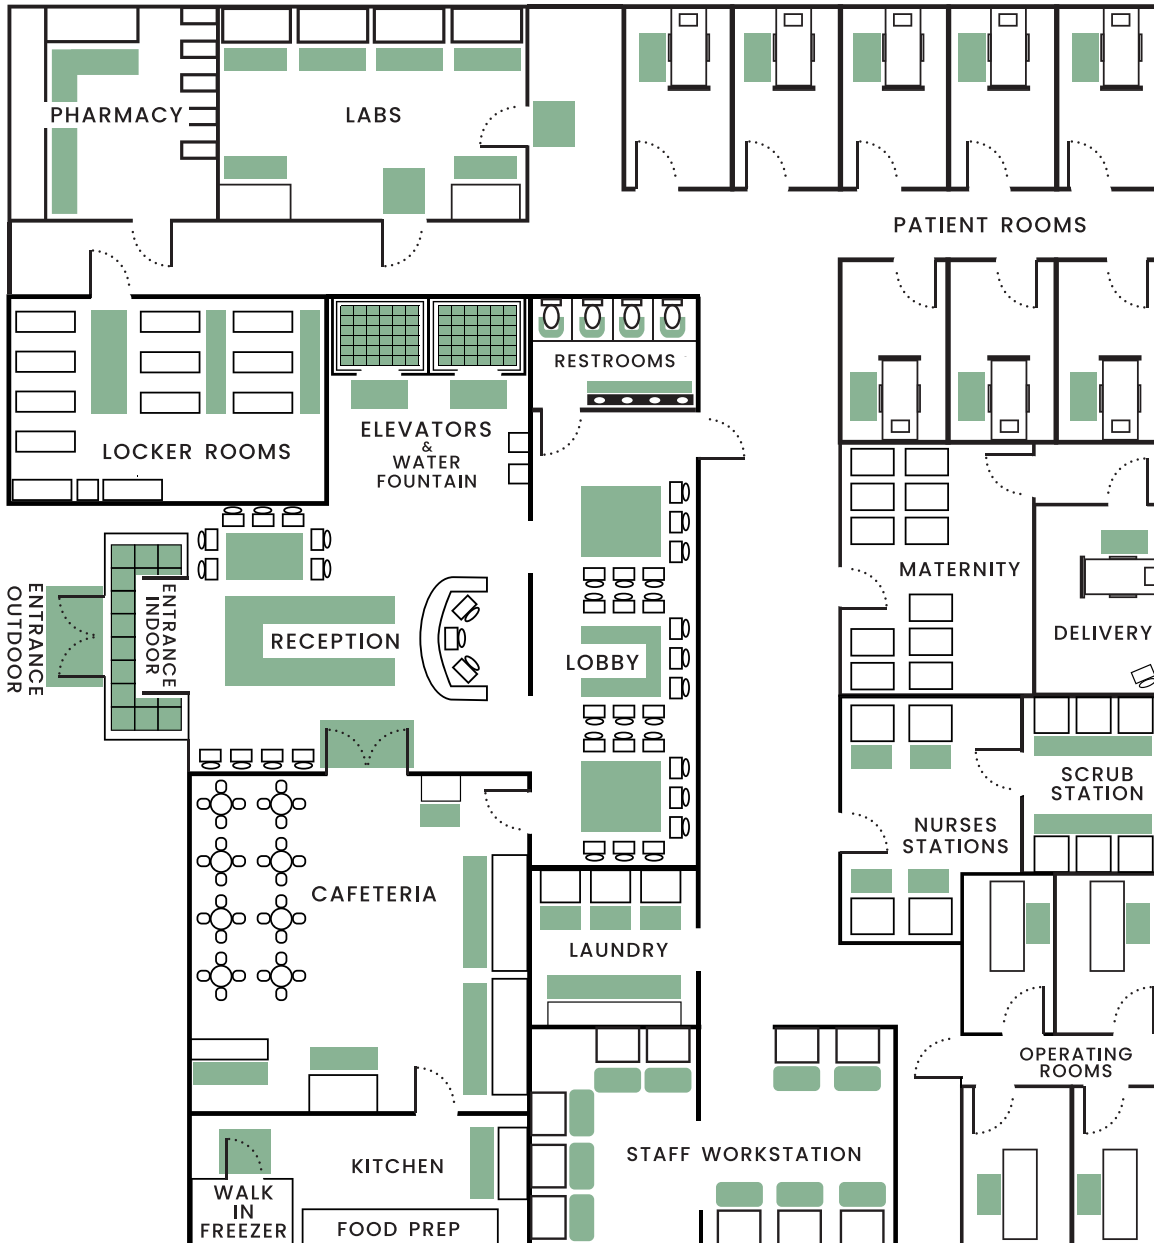 PHARMACY
LABS
PATIENT ROOMS
RESTROOMS
ELEVATORS
&
WATER
FOUNTAIN
LOCKER ROOMS
MATERNITY
ENTRANCE
OUTDOOR
ENTRANCE
INDOOR
RECEPTION
LOBBY
DELIVERY
SCRUB
STATION
NURSES
STATIONS
CAFETERIA
LAUNDRY
OPERATING
ROOMS
STAFF WORKSTATION
KITCHEN
WALK
IN
FREEZER
FOOD PREP